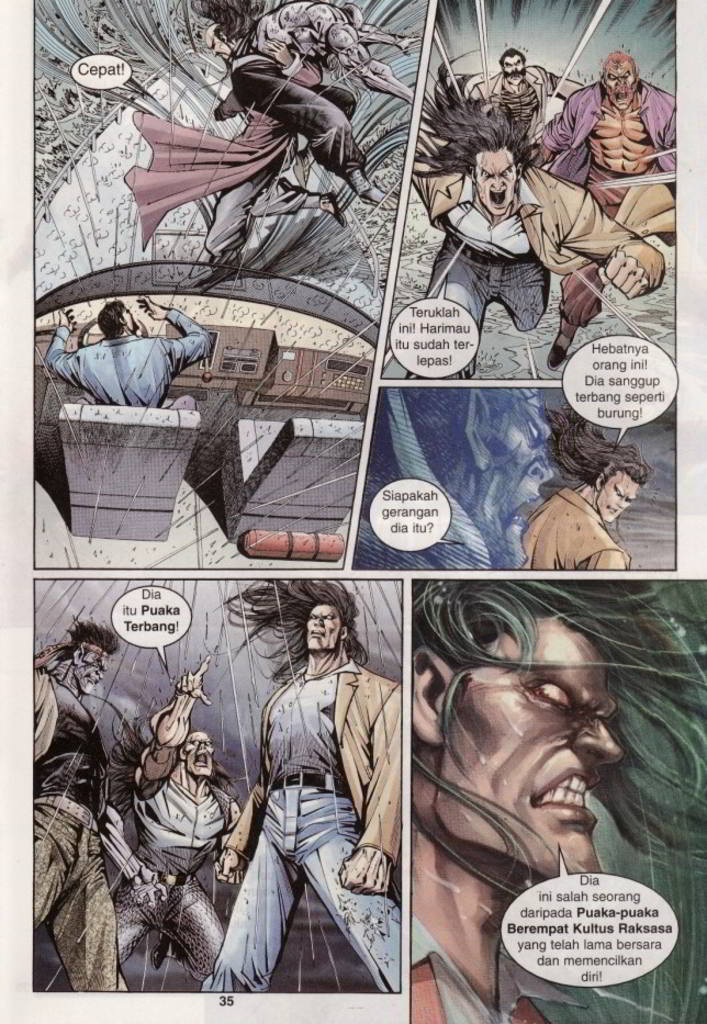 Cepat!
Teruklah
ini! Harimau
itu sudah ter-
lepas!
Hebatnya
orang ini!
Dia sanggup
terbang seperti
burung!
Siapakah
gerangan
dia itu?
Dia
itu Puaka
Terbang!
Dia
ini salah seorang
daripada Puaka-puaka
Berempat Kultus Raksasa
yang telah lama bersara
dan memencilkan
diri!
35